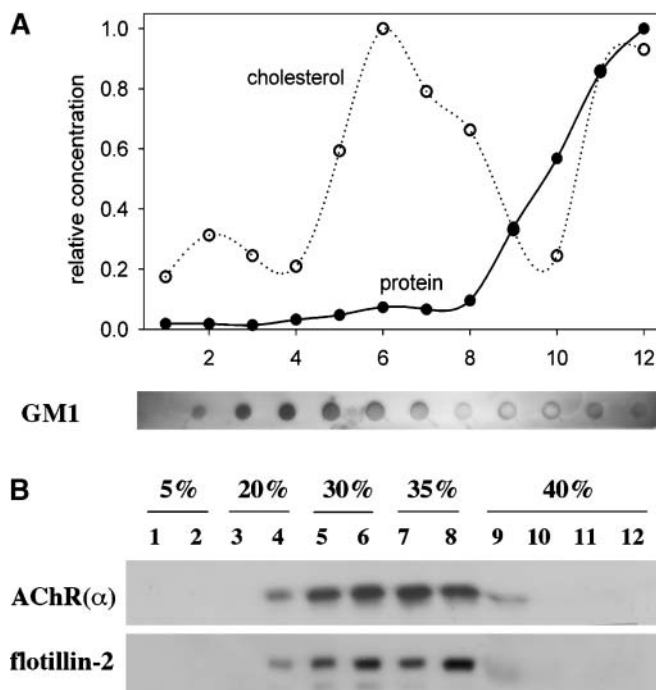 A
1.0
0.8
0.6
0.4
0.2
0.0
relative concentration
cholesterol
protein
2 4 6 8 10 12
GM1
B
5% 20% 30% 35% 40%
1 2 3 4 5 6 7 8 9 10 11 12
AChR(α)
flotillin-2